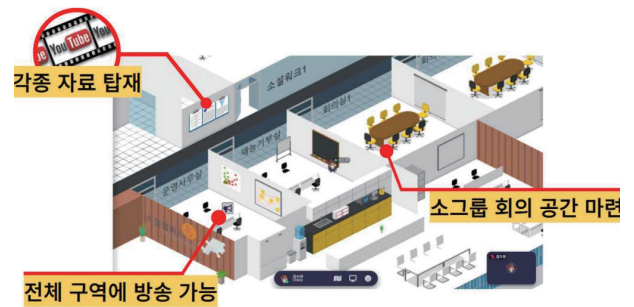 You Tube
각종 자료 탑재
소셜워크1
회의실1
재능기부실
운영사무실
소그룹 회의 공간 마련
전체 구역에 방송 가능